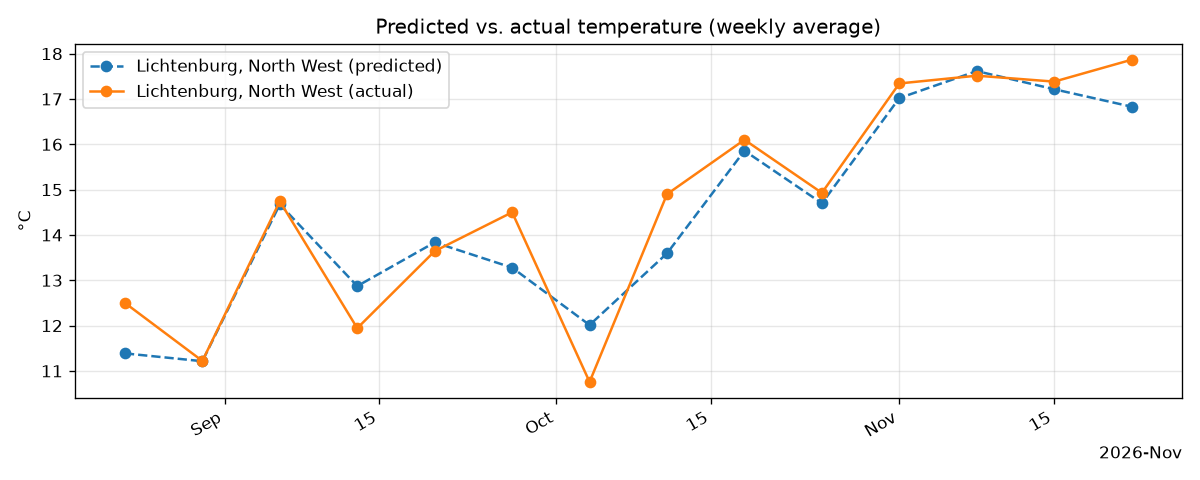 Predicted vs. actual temperature (weekly average)
Lichtenburg, North West (predicted)
Lichtenburg, North West (actual)
°C
18
17
16
15
14
13
12
11
Sep
15
Oct
15
Nov
15
2026-Nov